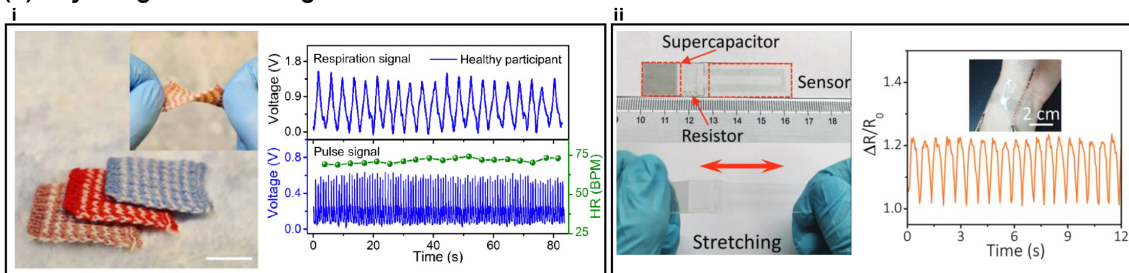 i
Respiration signal
Healthy participant
Voltage (V)
1.8
0.9
0.0
Pulse signal
Voltage (V)
0.8
0.4
0.0
75
50
25
HR (BPM)
0 20 40 60 80
Time (s)
ii
Supercapacitor
Sensor
10 11 12 13 14 15 16 17 18
Resistor
Stretching
ΔR/R0
1.4
1.2
1.0
2 cm
0 3 6 9 12
Time (s)